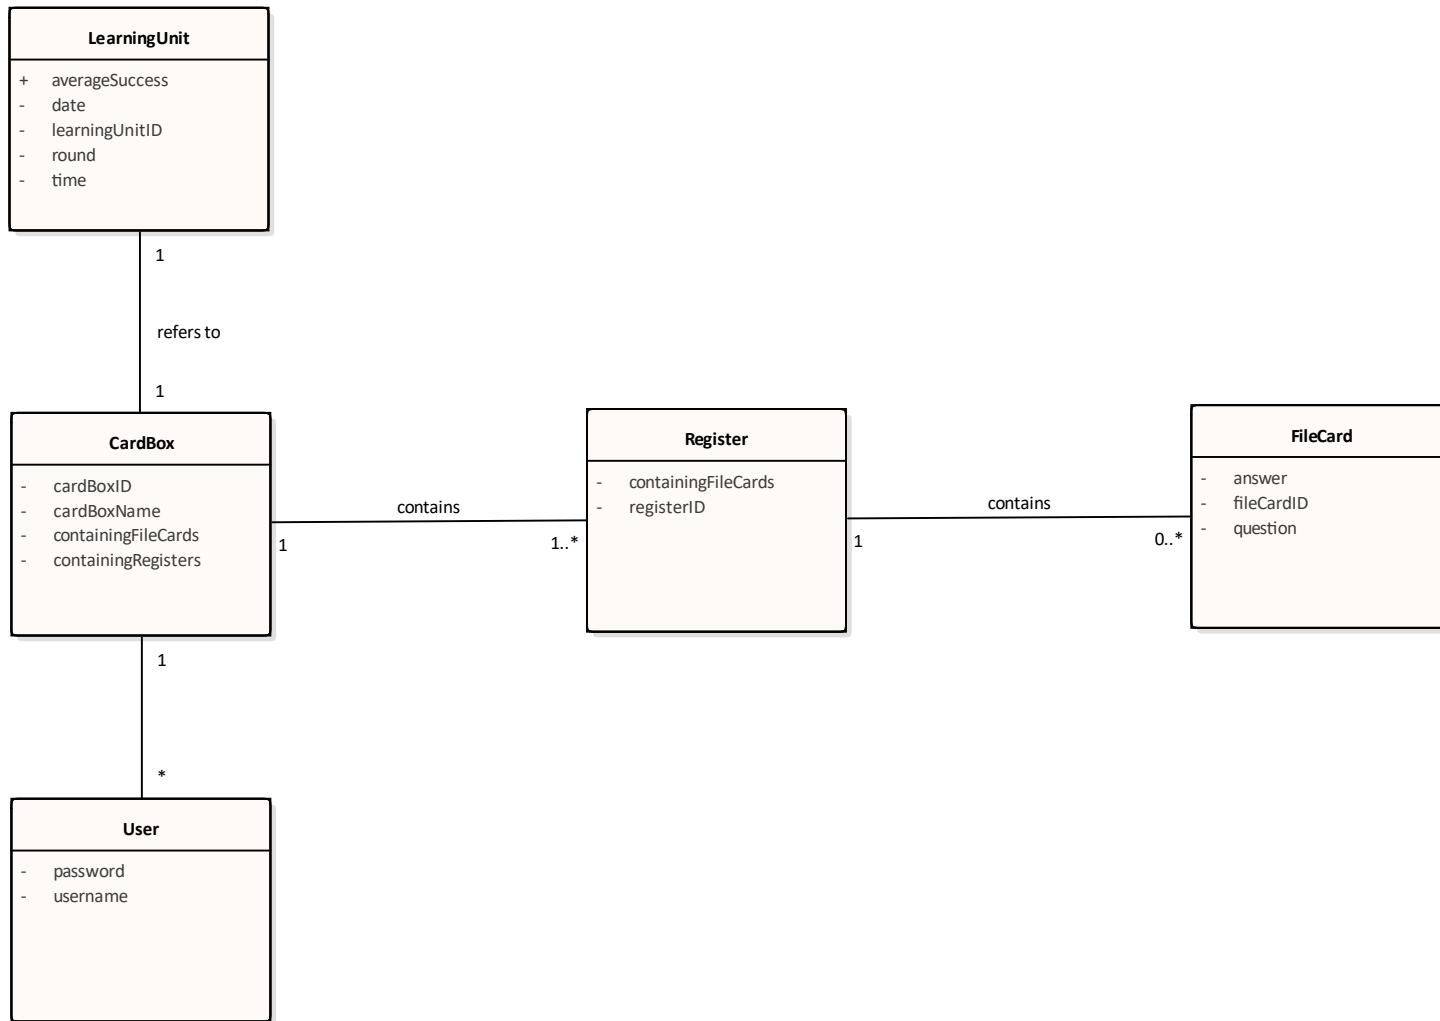 LearningUnit
+ averageSuccess
- date
- learningUnitID
- round
- time
1
refers to
1
CardBox
- cardBoxID
- cardBoxName
- containingFileCards
- containingRegisters
1
contains
1..*
Register
- containingFileCards
- registerID
1
contains
0..*
FileCard
- answer
- fileCardID
- question
1
*
User
- password
- username